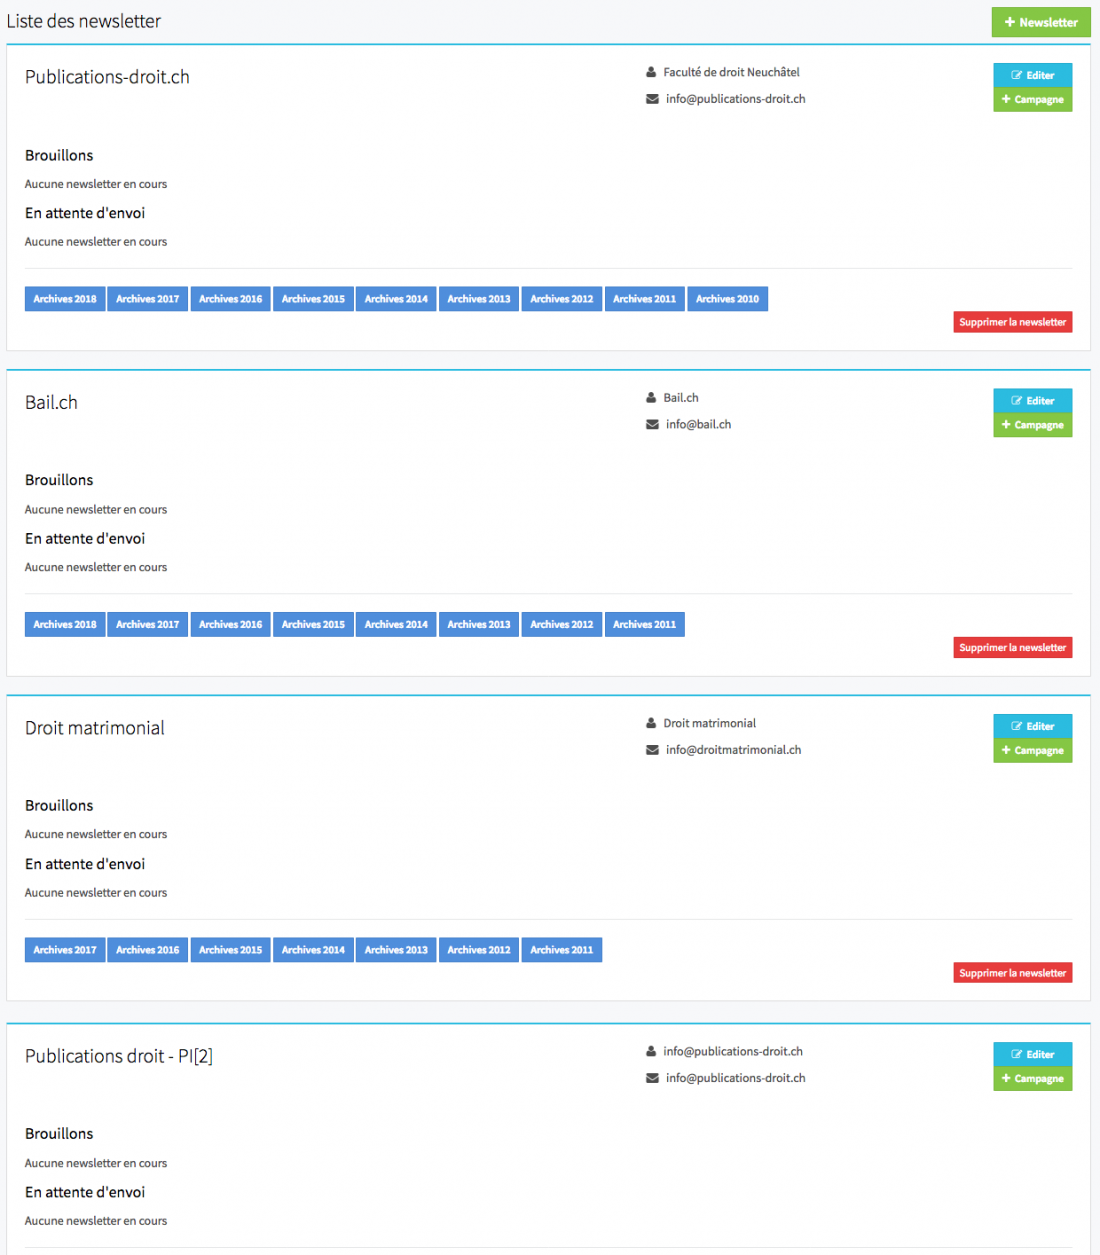 Liste des newsletter
+ Newsletter
Publications-droit.ch
Faculté de droit Neuchâtel
info@publications-droit.ch
Editer
+ Campagne
Brouillons
Aucune newsletter en cours
En attente d'envoi
Aucune newsletter en cours
Archives 2018 Archives 2017 Archives 2016 Archives 2015 Archives 2014 Archives 2013 Archives 2012 Archives 2011 Archives 2010
Supprimer la newsletter
Bail.ch
Bail.ch
info@bail.ch
Editer
+ Campagne
Brouillons
Aucune newsletter en cours
En attente d'envoi
Aucune newsletter en cours
Archives 2018 Archives 2017 Archives 2016 Archives 2015 Archives 2014 Archives 2013 Archives 2012 Archives 2011
Supprimer la newsletter
Droit matrimonial
Droit matrimonial
info@droitmatrimonial.ch
Editer
+ Campagne
Brouillons
Aucune newsletter en cours
En attente d'envoi
Aucune newsletter en cours
Archives 2017 Archives 2016 Archives 2015 Archives 2014 Archives 2013 Archives 2012 Archives 2011
Supprimer la newsletter
Publications droit - PI[2]
info@publications-droit.ch
info@publications-droit.ch
Editer
+ Campagne
Brouillons
Aucune newsletter en cours
En attente d'envoi
Aucune newsletter en cours